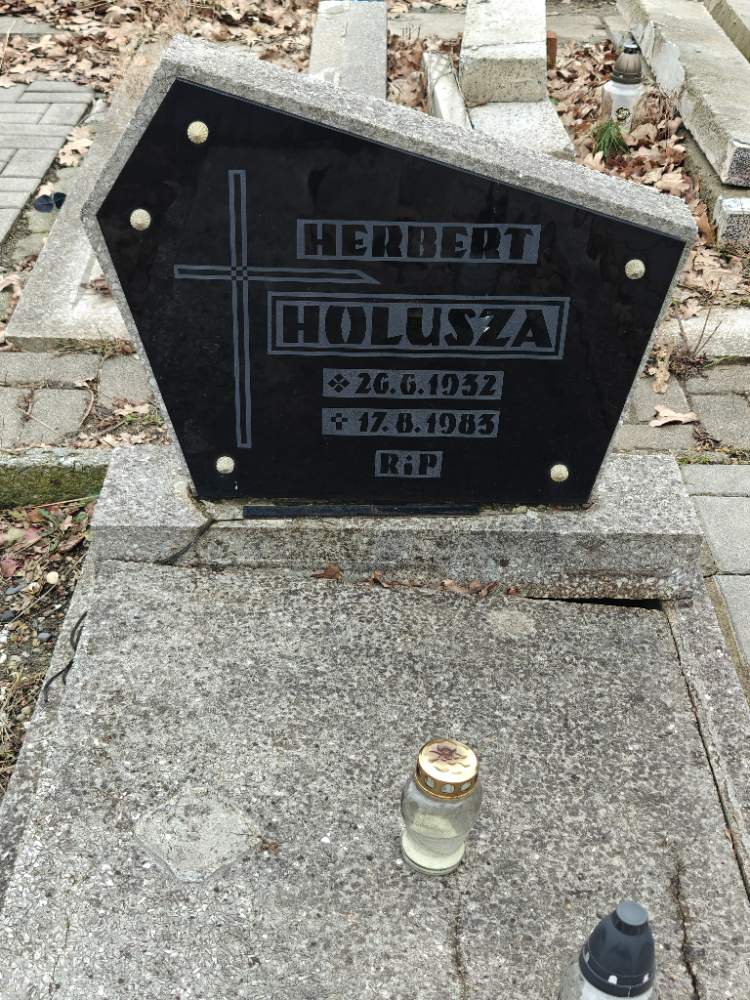 HERBERT
HOLUSZA
26.6.1932
17.8.1983
RiP